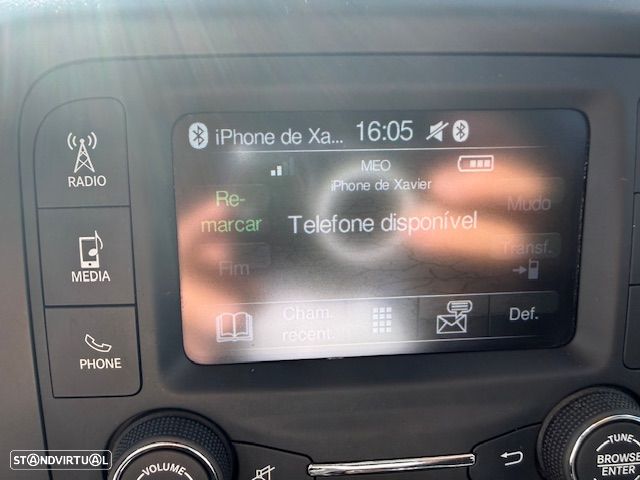 iPhone de Xa... 16:05
MEO
iPhone de Xavier
RADIO
Re-
marcar
Telefone disponível
Mudo
MEDIA
Fim
Transf.
Cham.
recent.
Def.
PHONE
STANDVIRTUAL
VOLUME
TUNE
BROWSE
ENTER